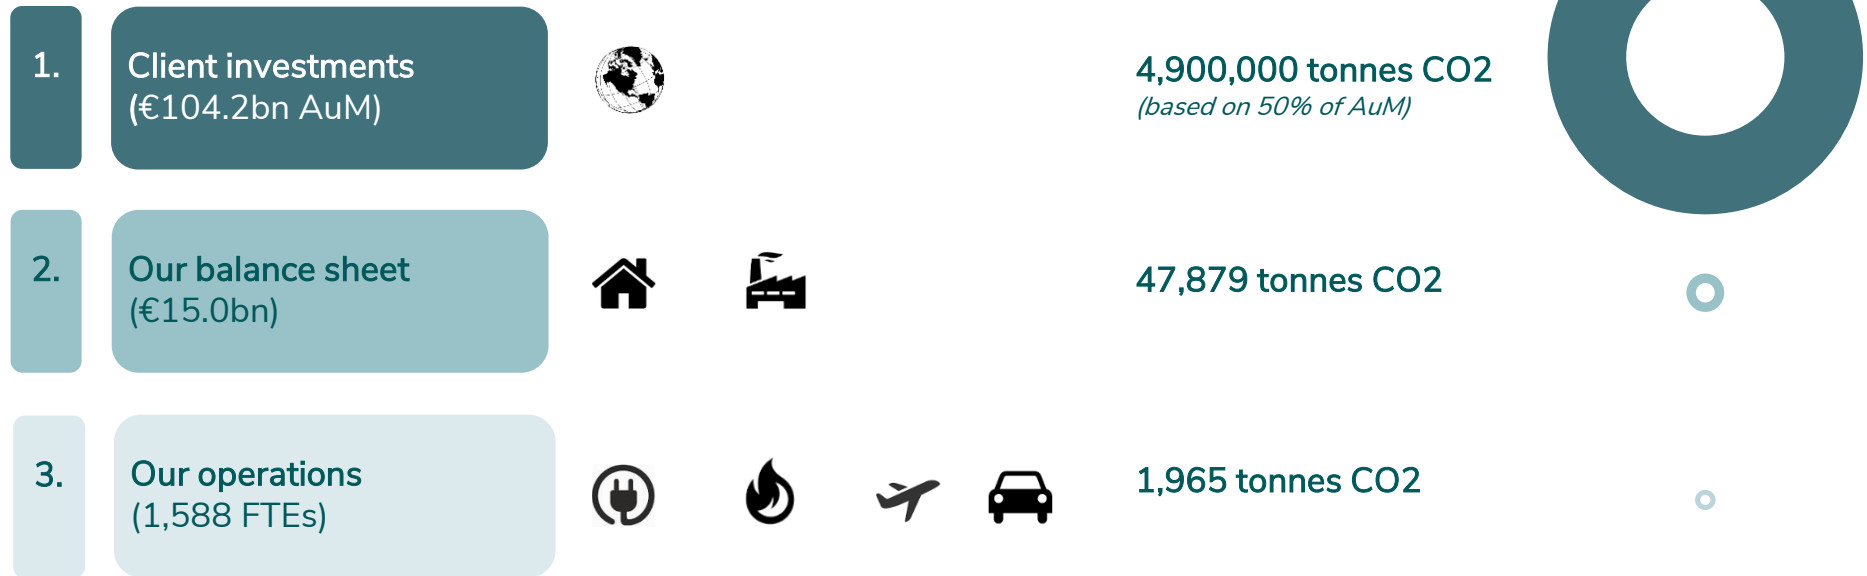 1.
Client investments
(€104.2bn AuM)
4,900,000 tonnes CO2
(based on 50% of AuM)
2.
Our balance sheet
(€15.0bn)
47,879 tonnes CO2
3.
Our operations
(1,588 FTEs)
1,965 tonnes CO2